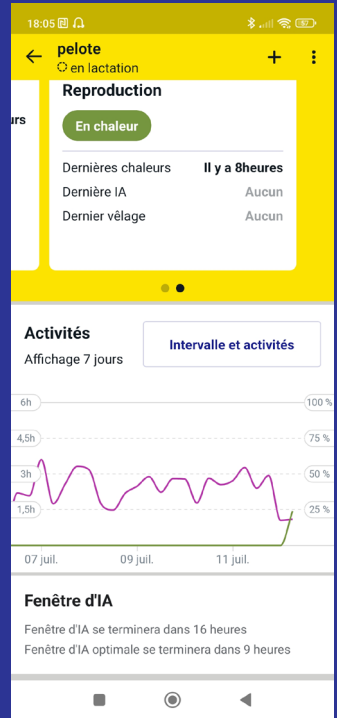 18:05
pelote
en lactation
urs
Reproduction
En chaleur
Dernières chaleurs Il y a 8heures
Dernière IA Aucun
Dernier vêlage Aucun
Activités
Affichage 7 jours
Intervalle et activités
6h 100 %
4,5h 75 %
3h 50 %
1,5h 25 %
07 juil. 09 juil. 11 juil.
Fenêtre d'IA
Fenêtre d'IA se terminera dans 16 heures
Fenêtre d'IA optimale se terminera dans 9 heures